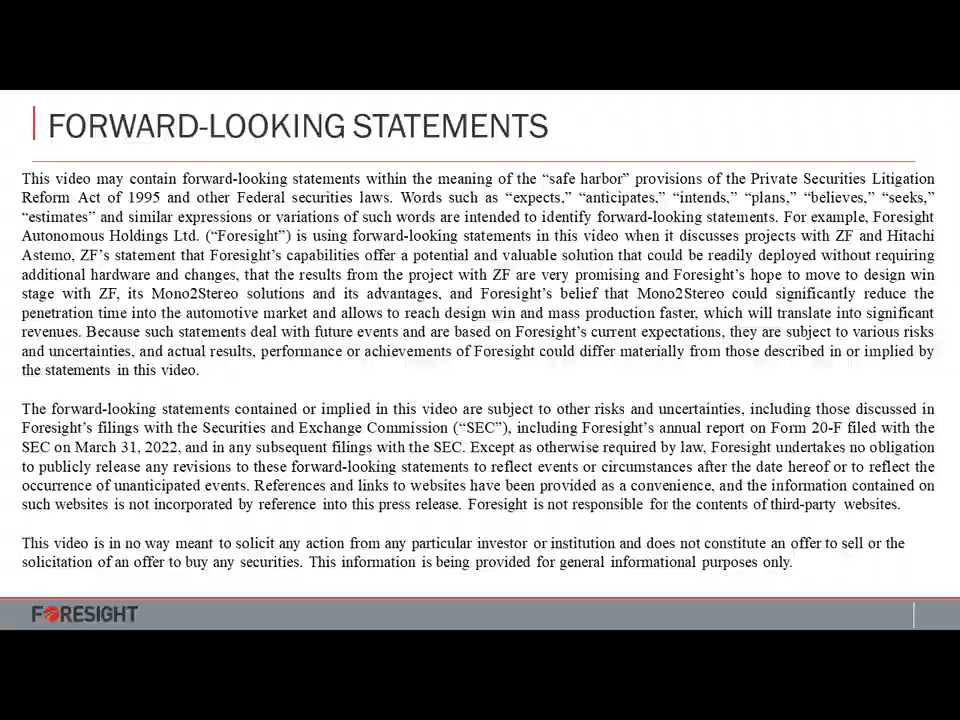 FORWARD-LOOKING STATEMENTS
This video may contain forward-looking statements within the meaning of the “safe harbor” provisions of the Private Securities Litigation
Reform Act of 1995 and other Federal securities laws. Words such as “expects,” “anticipates,” “intends,” “plans,” “believes,” “seeks,”
“estimates” and similar expressions or variations of such words are intended to identify forward-looking statements. For example, Foresight
Autonomous Holdings Ltd. (“Foresight”) is using forward-looking statements in this video when it discusses projects with ZF and Hitachi
Astemo, ZF’s statement that Foresight’s capabilities offer a potential and valuable solution that could be readily deployed without requiring
additional hardware and changes, that the results from the project with ZF are very promising and Foresight’s hope to move to design win
stage with ZF, its Mono2Stereo solutions and its advantages, and Foresight’s belief that Mono2Stereo could significantly reduce the
penetration time into the automotive market and allows to reach design win and mass production faster, which will translate into significant
revenues. Because such statements deal with future events and are based on Foresight’s current expectations, they are subject to various risks
and uncertainties, and actual results, performance or achievements of Foresight could differ materially from those described in or implied by
the statements in this video.
The forward-looking statements contained or implied in this video are subject to other risks and uncertainties, including those discussed in
Foresight’s filings with the Securities and Exchange Commission (“SEC”), including Foresight’s annual report on Form 20-F filed with the
SEC on March 31, 2022, and in any subsequent filings with the SEC. Except as otherwise required by law, Foresight undertakes no obligation
to publicly release any revisions to these forward-looking statements to reflect events or circumstances after the date hereof or to reflect the
occurrence of unanticipated events. References and links to websites have been provided as a convenience, and the information contained on
such websites is not incorporated by reference into this press release. Foresight is not responsible for the contents of third-party websites.
This video is in no way meant to solicit any action from any particular investor or institution and does not constitute an offer to sell or the
solicitation of an offer to buy any securities. This information is being provided for general informational purposes only.
FORESIGHT